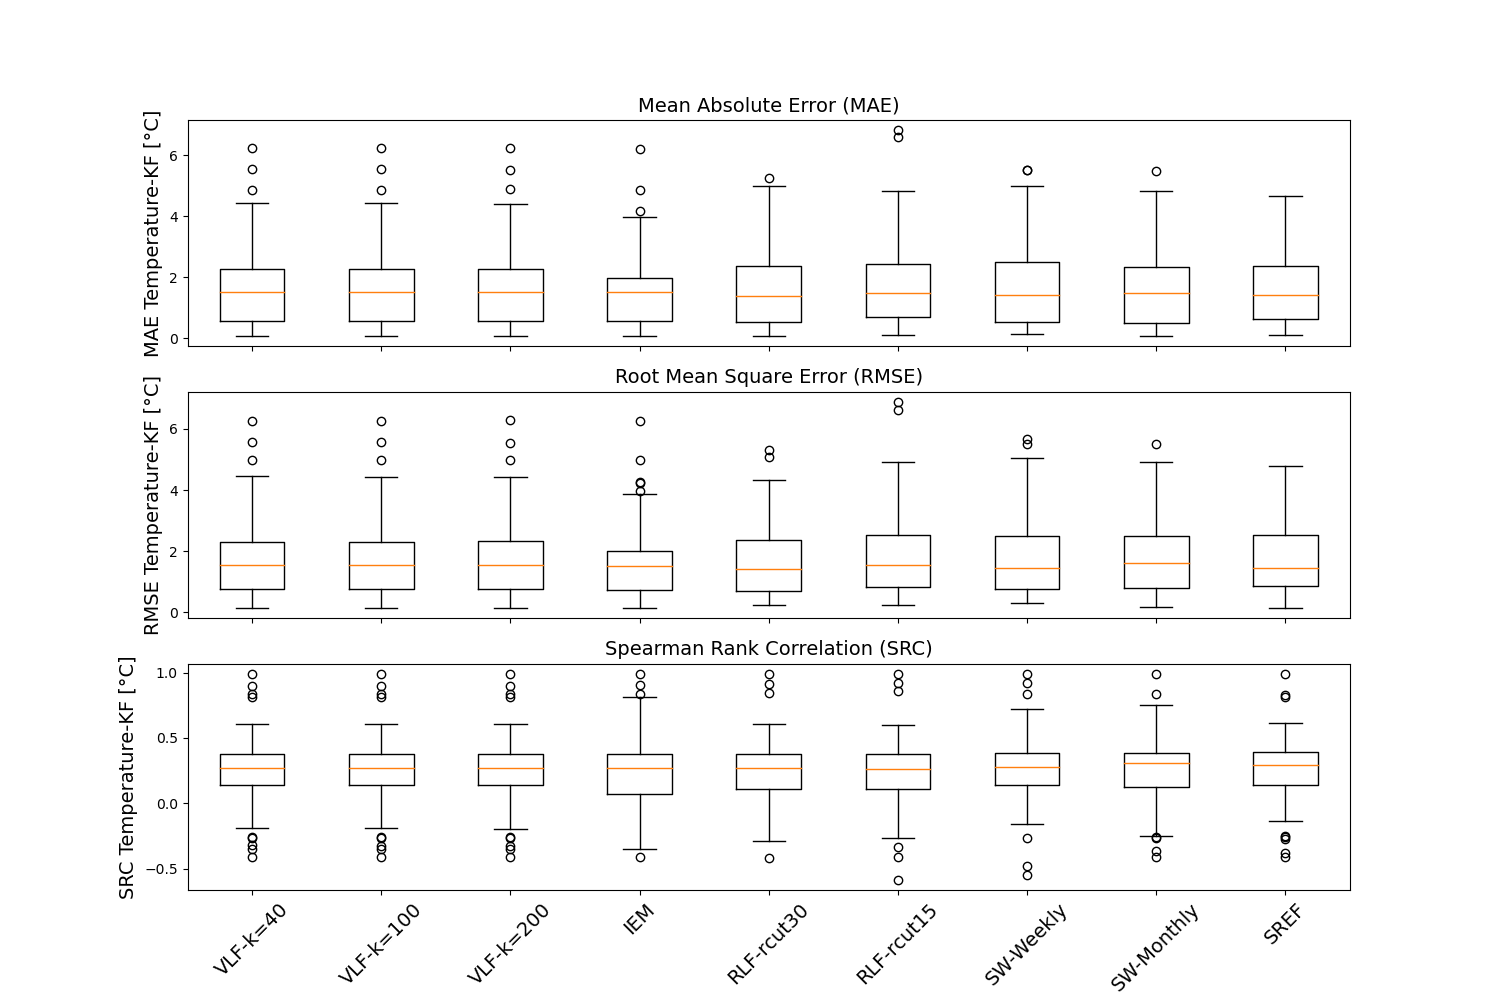 Mean Absolute Error (MAE)
MAE Temperature-KF [°C]
6
4
2
0
Root Mean Square Error (RMSE)
RMSE Temperature-KF [°C]
6
4
2
0
Spearman Rank Correlation (SRC)
SRC Temperature-KF [°C]
1.0
0.5
0.0
−0.5
VLF-k=40
VLF-k=100
VLF-k=200
IEM
RLF-rcut30
RLF-rcut15
SW-Weekly
SW-Monthly
SREF